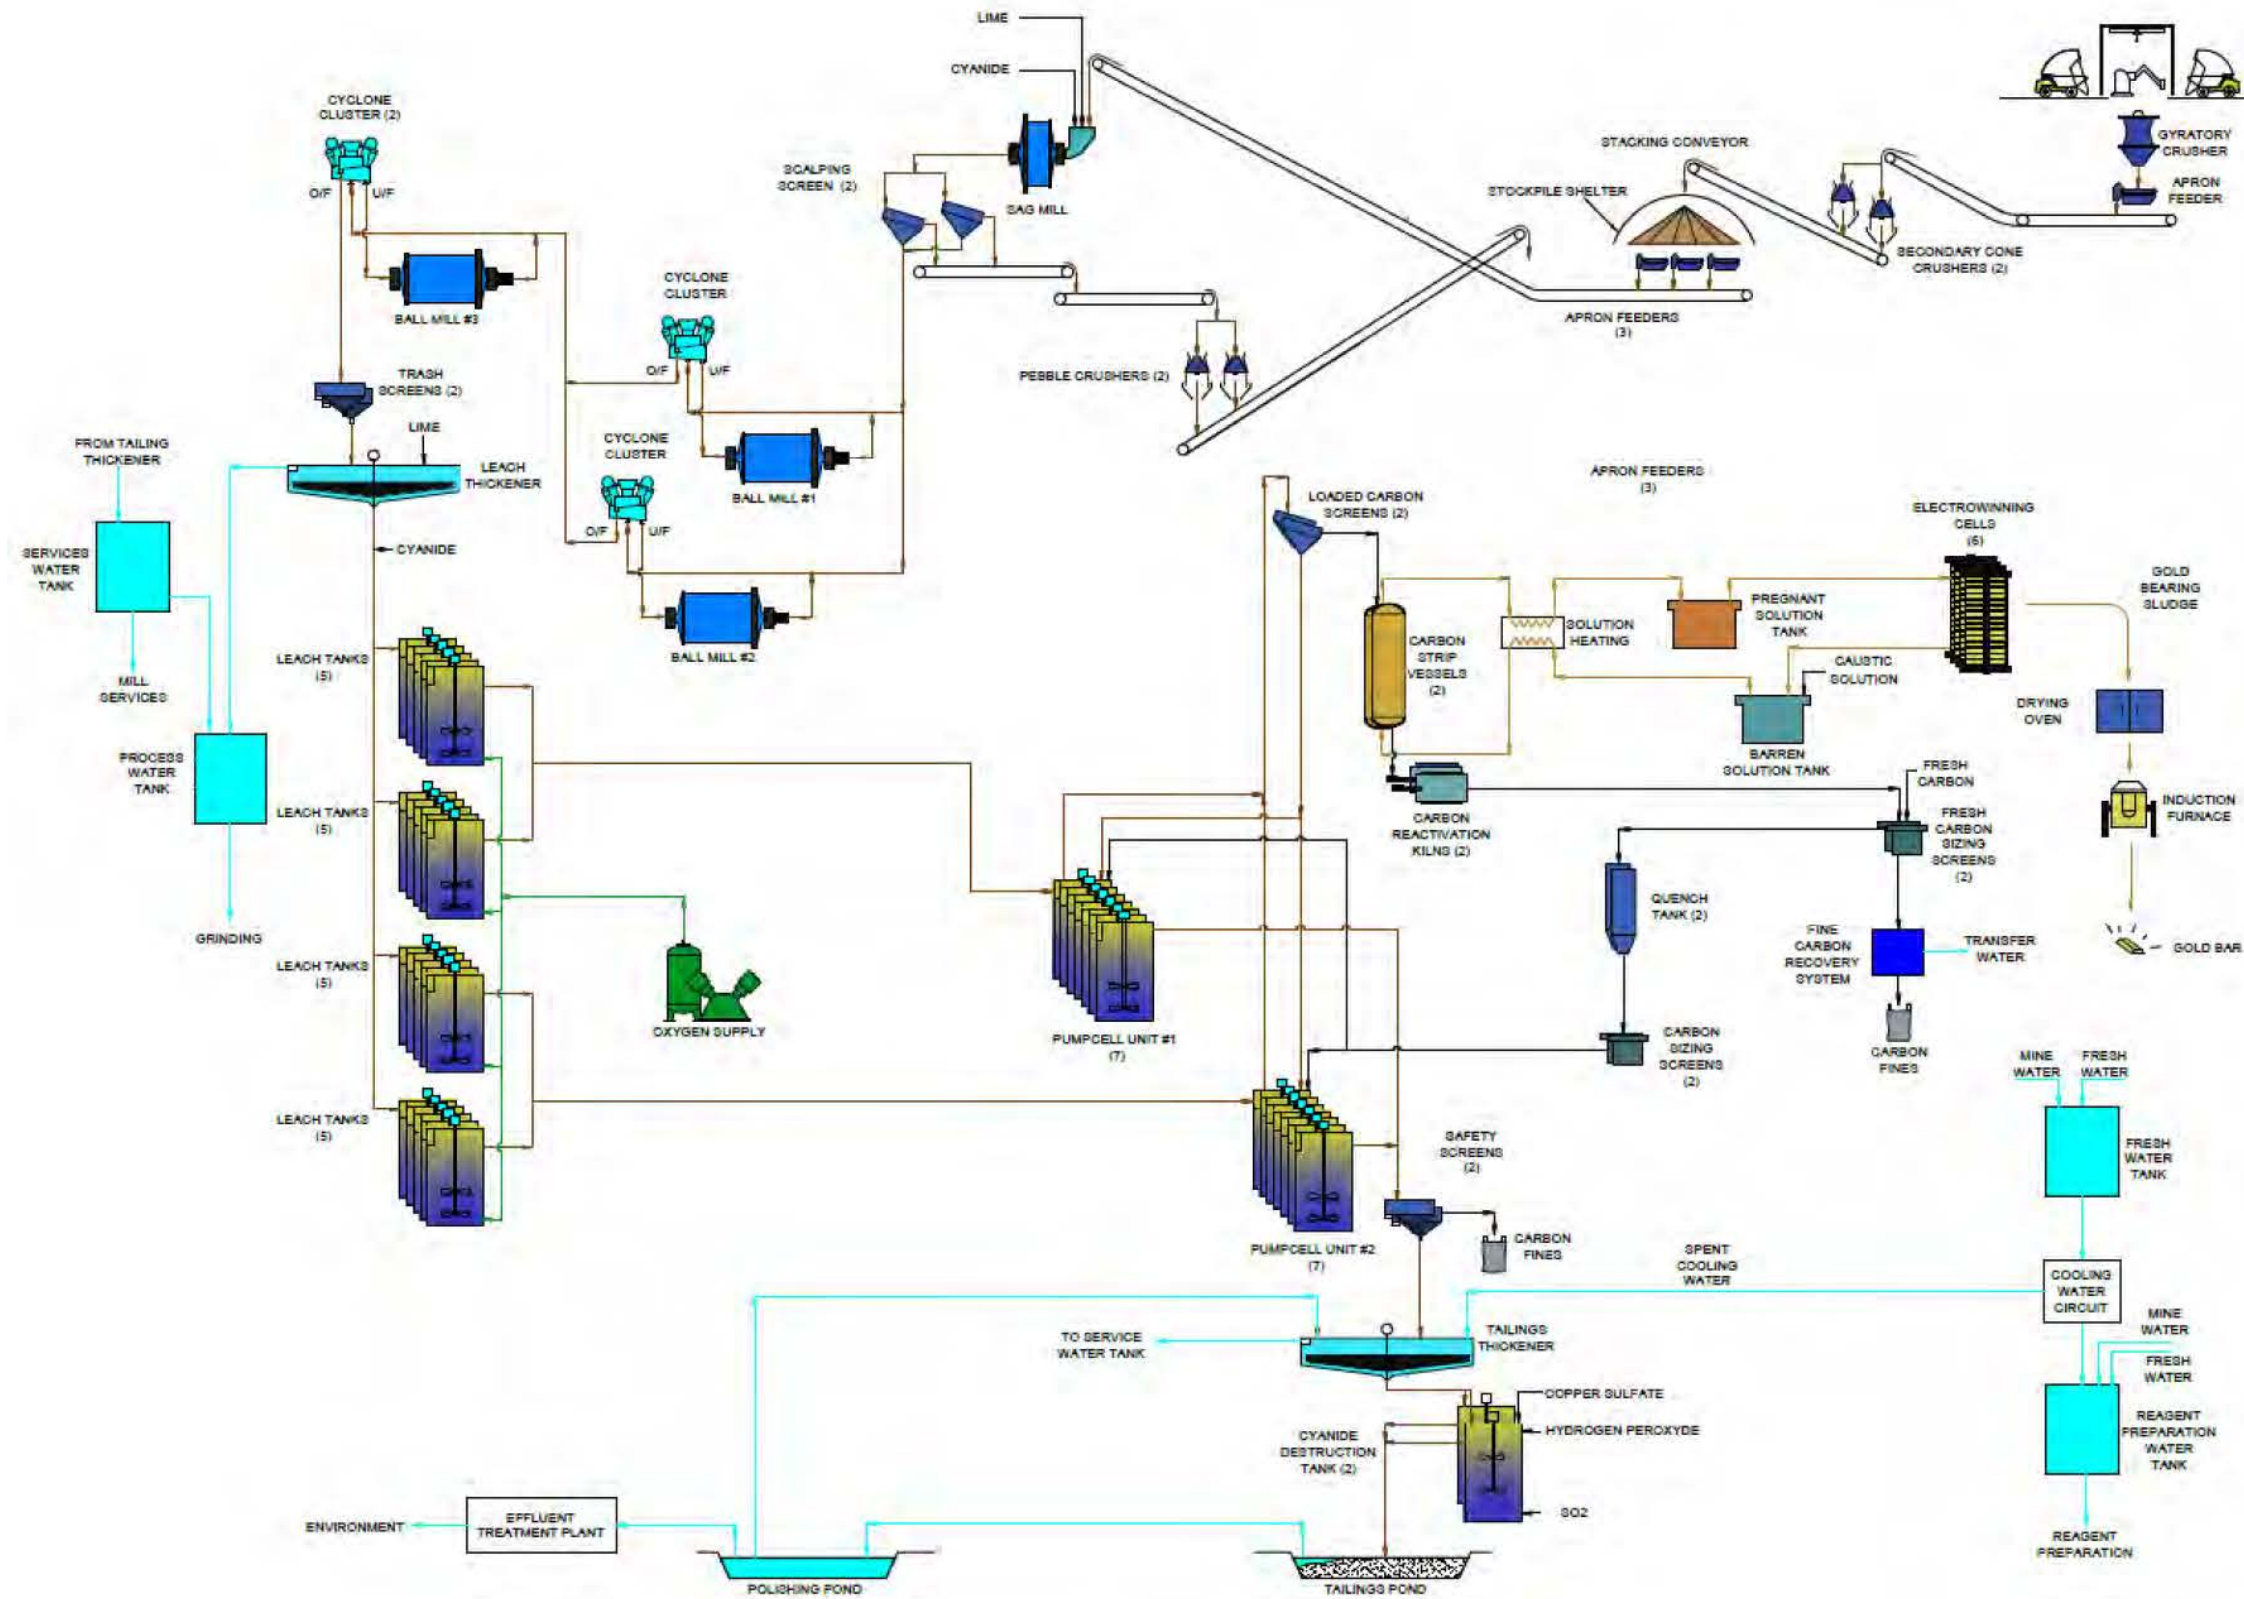 LIME
CYANIDE
CYCLONE
CLUSTER (2)
O/F
U/F
BALL MILL #3
SCALPING
SCREEN (2)
SAG MILL
STACKING CONVEYOR
STOCKPILE SHELTER
GYRATORY
CRUSHER
APRON
FEEDER
SECONDARY CONE
CRUSHERS (2)
APRON FEEDERS
(3)
CYCLONE
CLUSTER
O/F
U/F
PEBBLE CRUSHERS (2)
BALL MILL #1
TRASH
SCREENS (2)
LIME
FROM TAILING
THICKENER
LEACH
THICKENER
CYCLONE
CLUSTER
O/F
U/F
BALL MILL #2
CYANIDE
SERVICES
WATER
TANK
MILL
SERVICES
PROCESS
WATER
TANK
GRINDING
LEACH TANKS
(5)
LEACH TANKS
(5)
LEACH TANKS
(5)
LEACH TANKS
(5)
OXYGEN SUPPLY
APRON FEEDERS
(3)
LOADED CARBON
SCREENS (2)
ELECTROWINNING
CELLS
(6)
CARBON
STRIP
VESSELS
(2)
SOLUTION
HEATING
PREGNANT
SOLUTION
TANK
GOLD
BEARING
SLUDGE
CAUSTIC
SOLUTION
BARREN
SOLUTION TANK
DRYING
OVEN
INDUCTION
FURNACE
GOLD BAR
CARBON
REACTIVATION
KILNS (2)
FRESH
CARBON
FRESH
CARBON
SIZING
SCREENS
(2)
QUENCH
TANK (2)
FINE
CARBON
RECOVERY
SYSTEM
TRANSFER
WATER
CARBON
FINES
CARBON
SIZING
SCREENS
(2)
PUMPCELL UNIT #1
(7)
PUMPCELL UNIT #2
(7)
SAFETY
SCREENS
(2)
CARBON
FINES
MINE
WATER
FRESH
WATER
FRESH
WATER
TANK
SPENT
COOLING
WATER
COOLING
WATER
CIRCUIT
MINE
WATER
FRESH
WATER
REAGENT
PREPARATION
WATER
TANK
REAGENT
PREPARATION
TO SERVICE
WATER TANK
TAILINGS
THICKENER
COPPER SULFATE
HYDROGEN PEROXYDE
CYANIDE
DESTRUCTION
TANK (2)
SO2
ENVIRONMENT
EFFLUENT
TREATMENT PLANT
POLISHING POND
TAILINGS POND